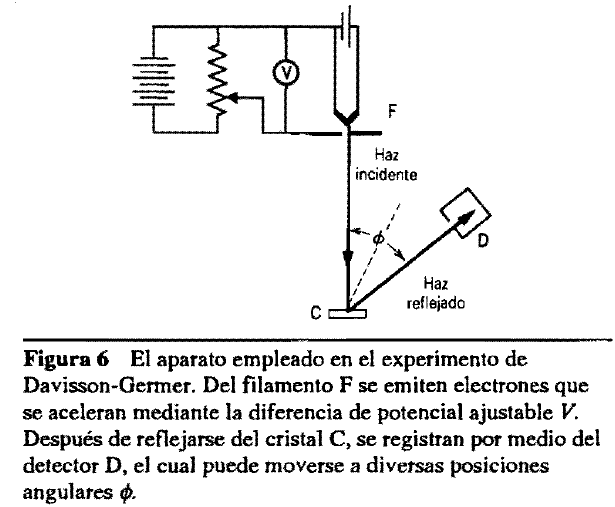 V
F
Haz
incidente
ϕ
D
Haz
reflejado
C
Figura 6 El aparato empleado en el experimento de
Davisson-Germer. Del filamento F se emiten electrones que
se aceleran mediante la diferencia de potencial ajustable V.
Después de reflejarse del cristal C, se registran por medio del
detector D, el cual puede moverse a diversas posiciones
angulares ϕ.